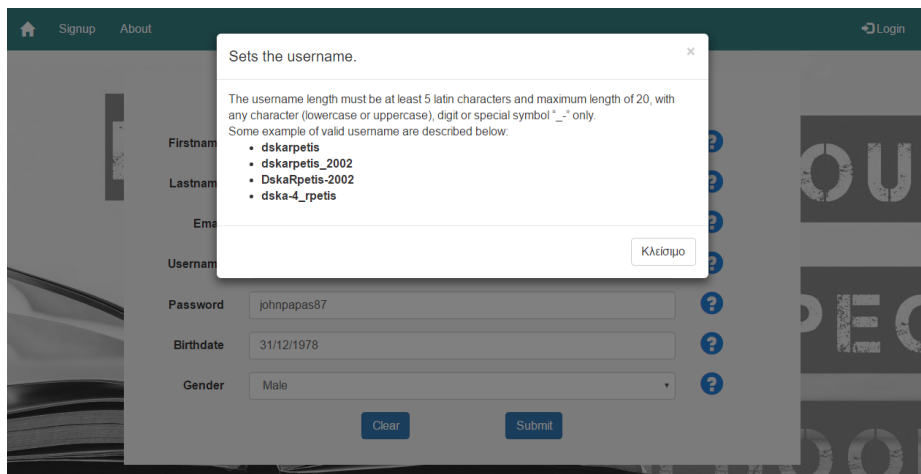 Signup About Login
Sets the username. ×
The username length must be at least 5 latin characters and maximum length of 20, with
any character (lowercase or uppercase), digit or special symbol "_-" only.
Some example of valid username are described below:
• dskarpetis
• dskarpetis_2002
• DskaRpetis-2002
• dska-4_rpetis
Κλείσιμο
Firstnam
Lastnam
Ema
Usernam
Password johnpapas87
Birthdate 31/12/1978
Gender Male
Clear Submit
OU
PEC